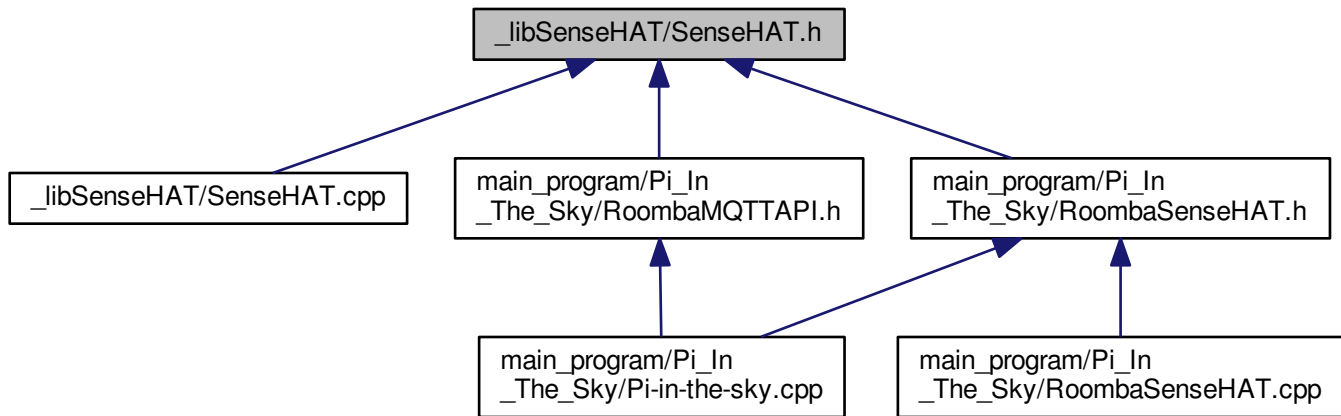 _libSenseHAT/SenseHAT.h
_libSenseHAT/SenseHAT.cpp
main_program/Pi_In
_The_Sky/RoombaMQTTAPI.h
main_program/Pi_In
_The_Sky/RoombaSenseHAT.h
main_program/Pi_In
_The_Sky/Pi-in-the-sky.cpp
main_program/Pi_In
_The_Sky/RoombaSenseHAT.cpp